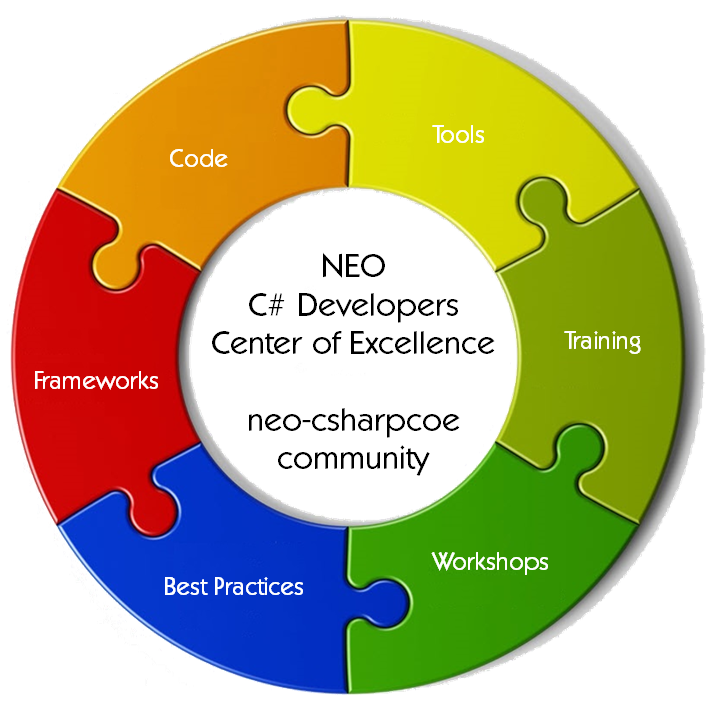 Code
Tools
NEO
C# Developers
Center of Excellence
neo-csharpcoe
community
Training
Frameworks
Workshops
Best Practices